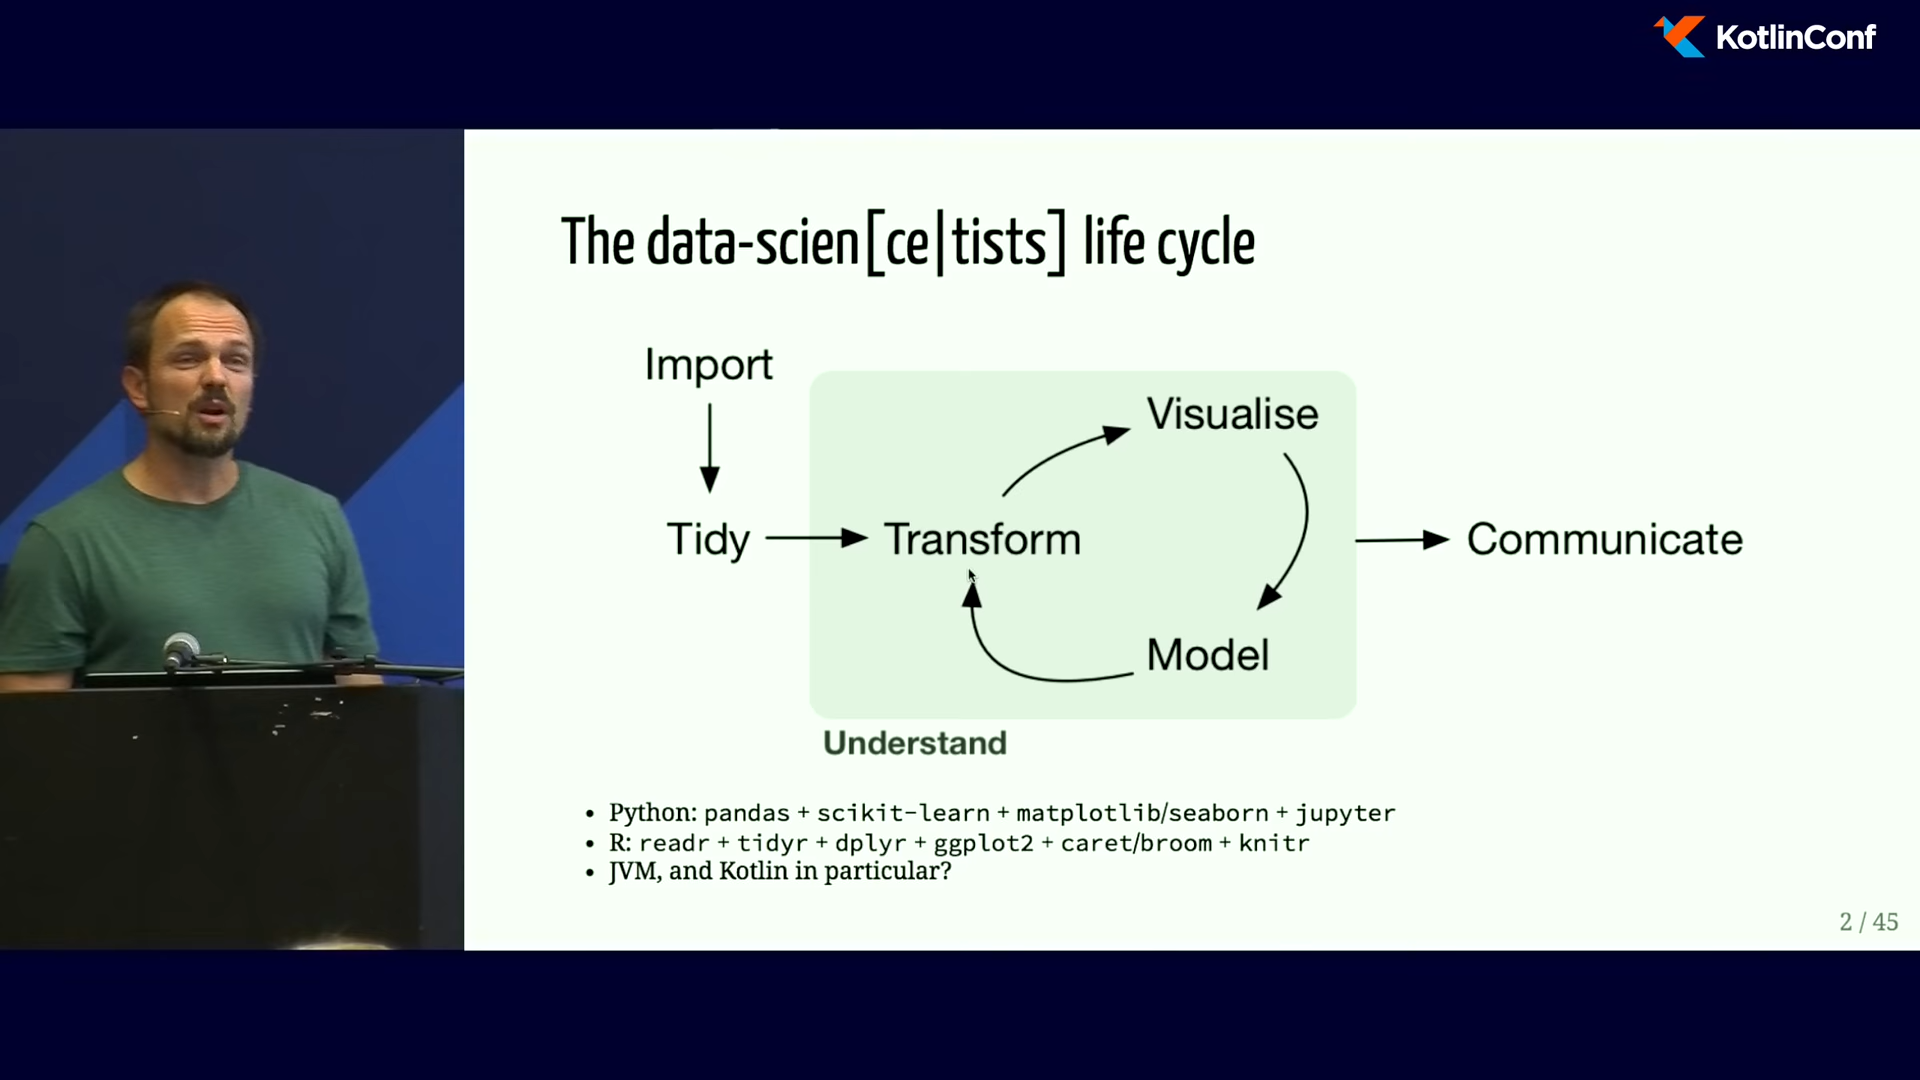 KotlinConf
The data-scien[ce|tists] life cycle
Import
Visualise
Tidy
Transform
Communicate
Model
Understand
• Python: pandas + scikit-learn + matplotlib/seaborn + jupyter
• R: readr + tidyr + dplyr + ggplot2 + caret/broom + knitr
• JVM, and Kotlin in particular?
2 / 45